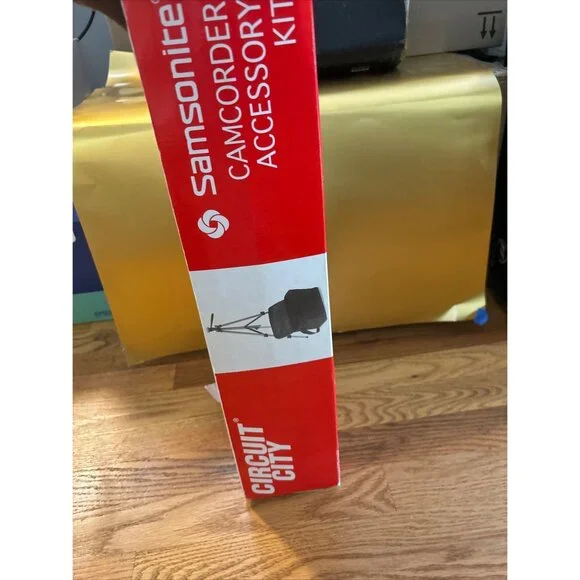 Samsonite®
CAMCORDER
ACCESSORY
KIT
CIRCUIT
CITY®